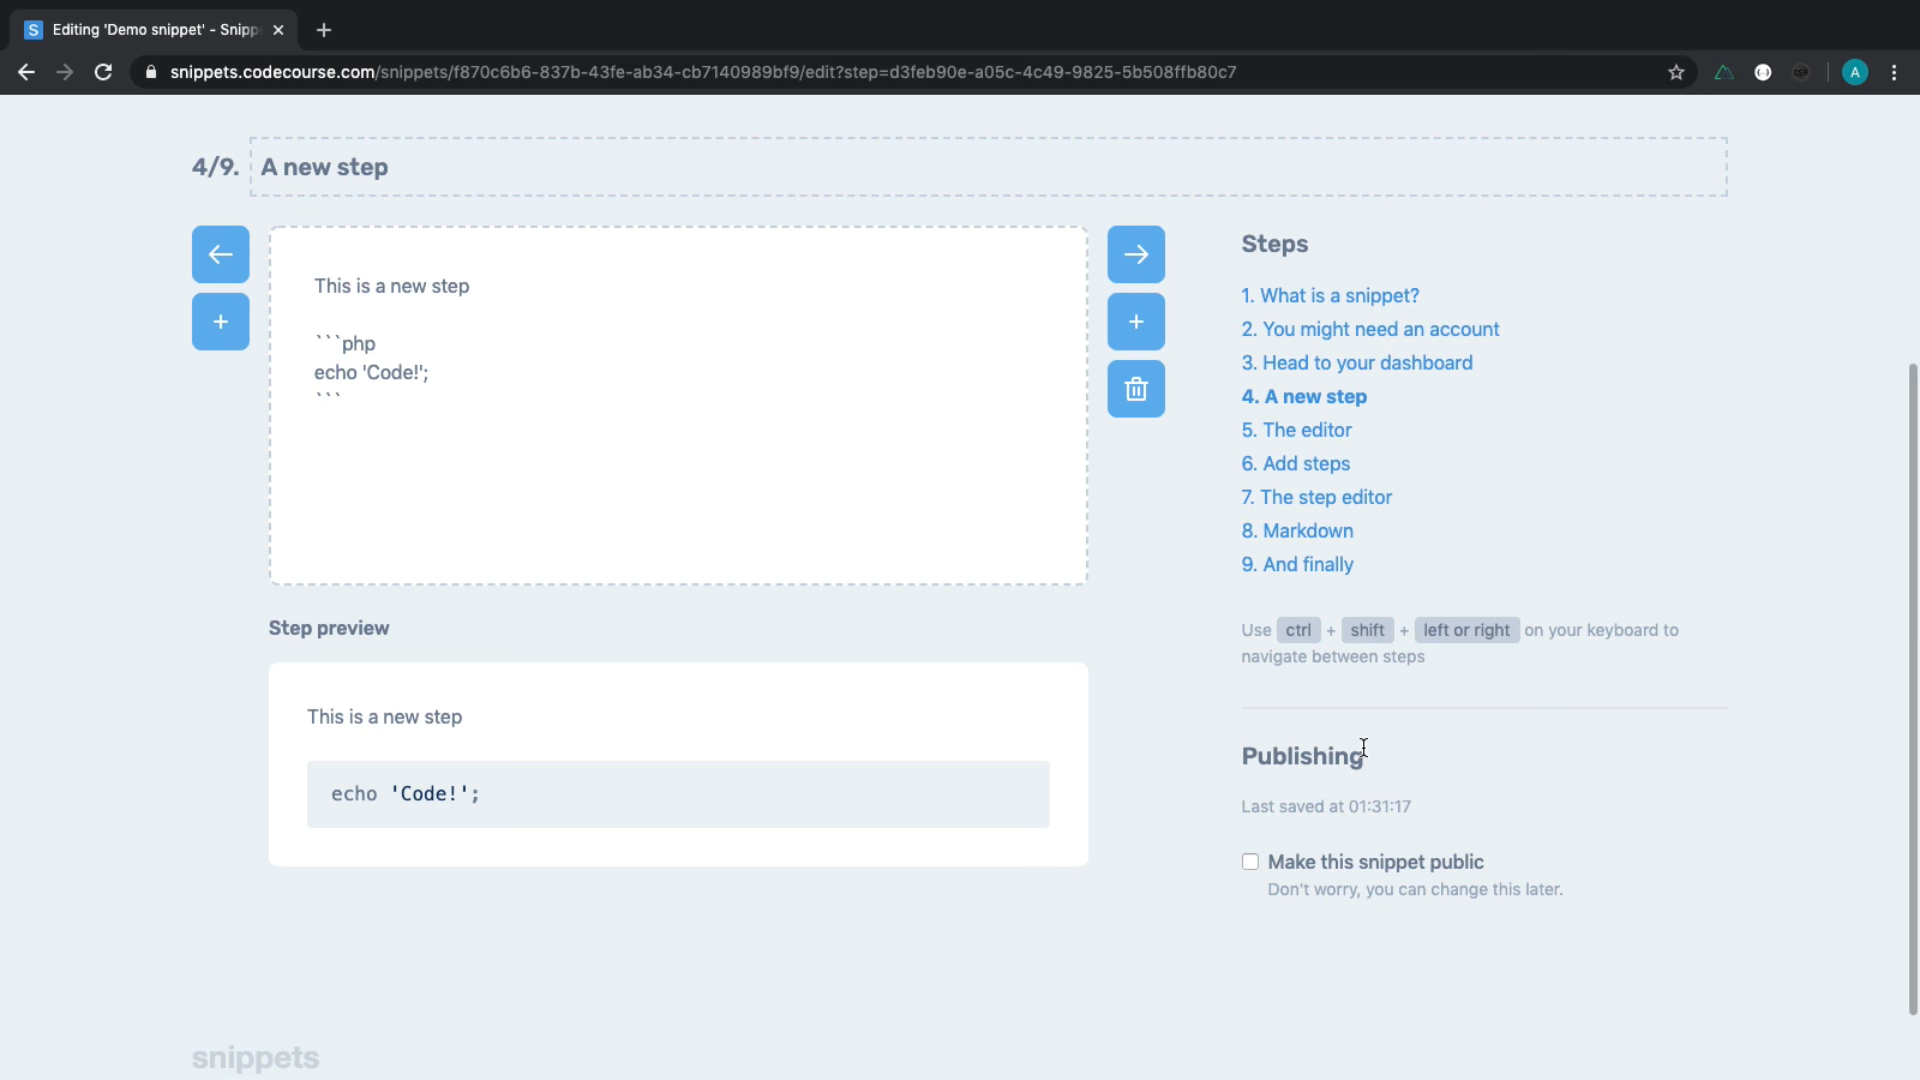 Editing 'Demo snippet' - Snipp
snippets.codecourse.com/snippets/f870c6b6-837b-43fe-ab34-cb7140989bf9/edit?step=d3feb90e-a05c-4c49-9825-5b508ffb80c7
A
4/9. A new step
This is a new step
```php
echo 'Code!';
```
Step preview
This is a new step
echo 'Code!';
Steps
1. What is a snippet?
2. You might need an account
3. Head to your dashboard
4. A new step
5. The editor
6. Add steps
7. The step editor
8. Markdown
9. And finally
Use ctrl + shift + left or right on your keyboard to
navigate between steps
Publishing
Last saved at 01:31:17
Make this snippet public
Don't worry, you can change this later.
snippets